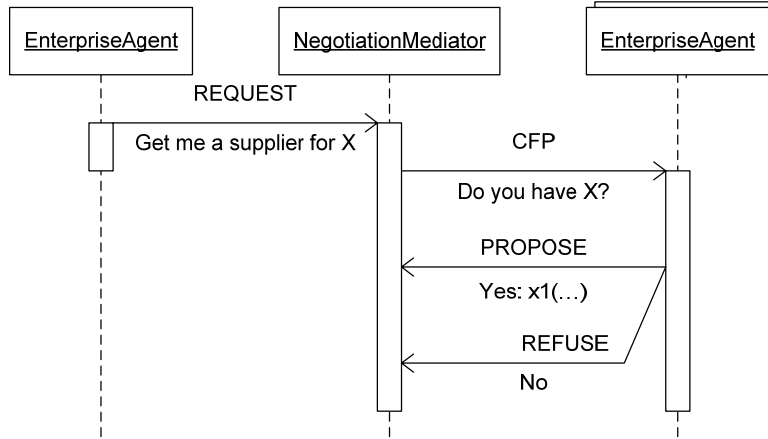 EnterpriseAgent
NegotiationMediator
EnterpriseAgent
REQUEST
Get me a supplier for X
CFP
Do you have X?
PROPOSE
Yes: x1(…)
REFUSE
No